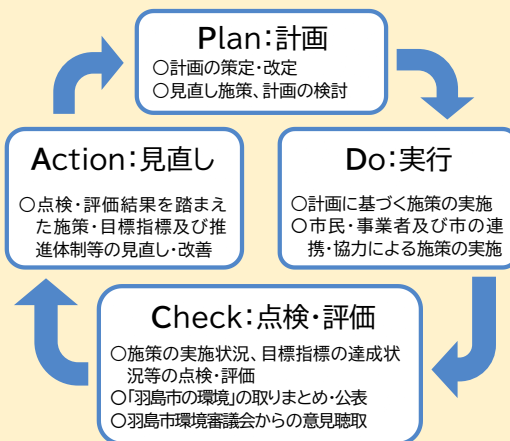 Plan：計画
○計画の策定・改定
○見直し施策、計画の検討
Action：見直し
○点検・評価結果を踏まえ
た施策・目標指標及び推
進体制等の見直し・改善
Do：実行
○計画に基づく施策の実施
○市民・事業者及び市の連
携・協力による施策の実施
Check：点検・評価
○施策の実施状況、目標指標の達成状
況等の点検・評価
○「羽島市の環境」の取りまとめ・公表
○羽島市環境審議会からの意見聴取